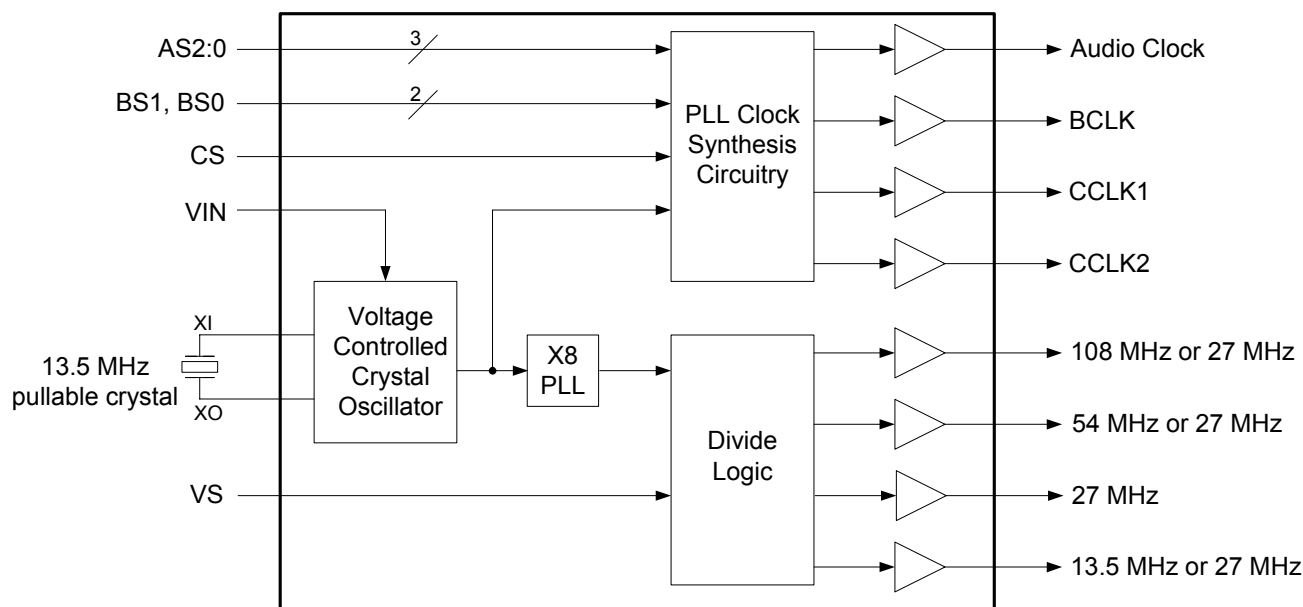 AS2:0
3
BS1, BS0
2
CS
VIN
PLL Clock
Synthesis
Circuitry
Audio Clock
BCLK
CCLK1
CCLK2
XI
13.5 MHz
pullable crystal
XO
Voltage
Controlled
Crystal
Oscillator
X8
PLL
VS
Divide
Logic
108 MHz or 27 MHz
54 MHz or 27 MHz
27 MHz
13.5 MHz or 27 MHz